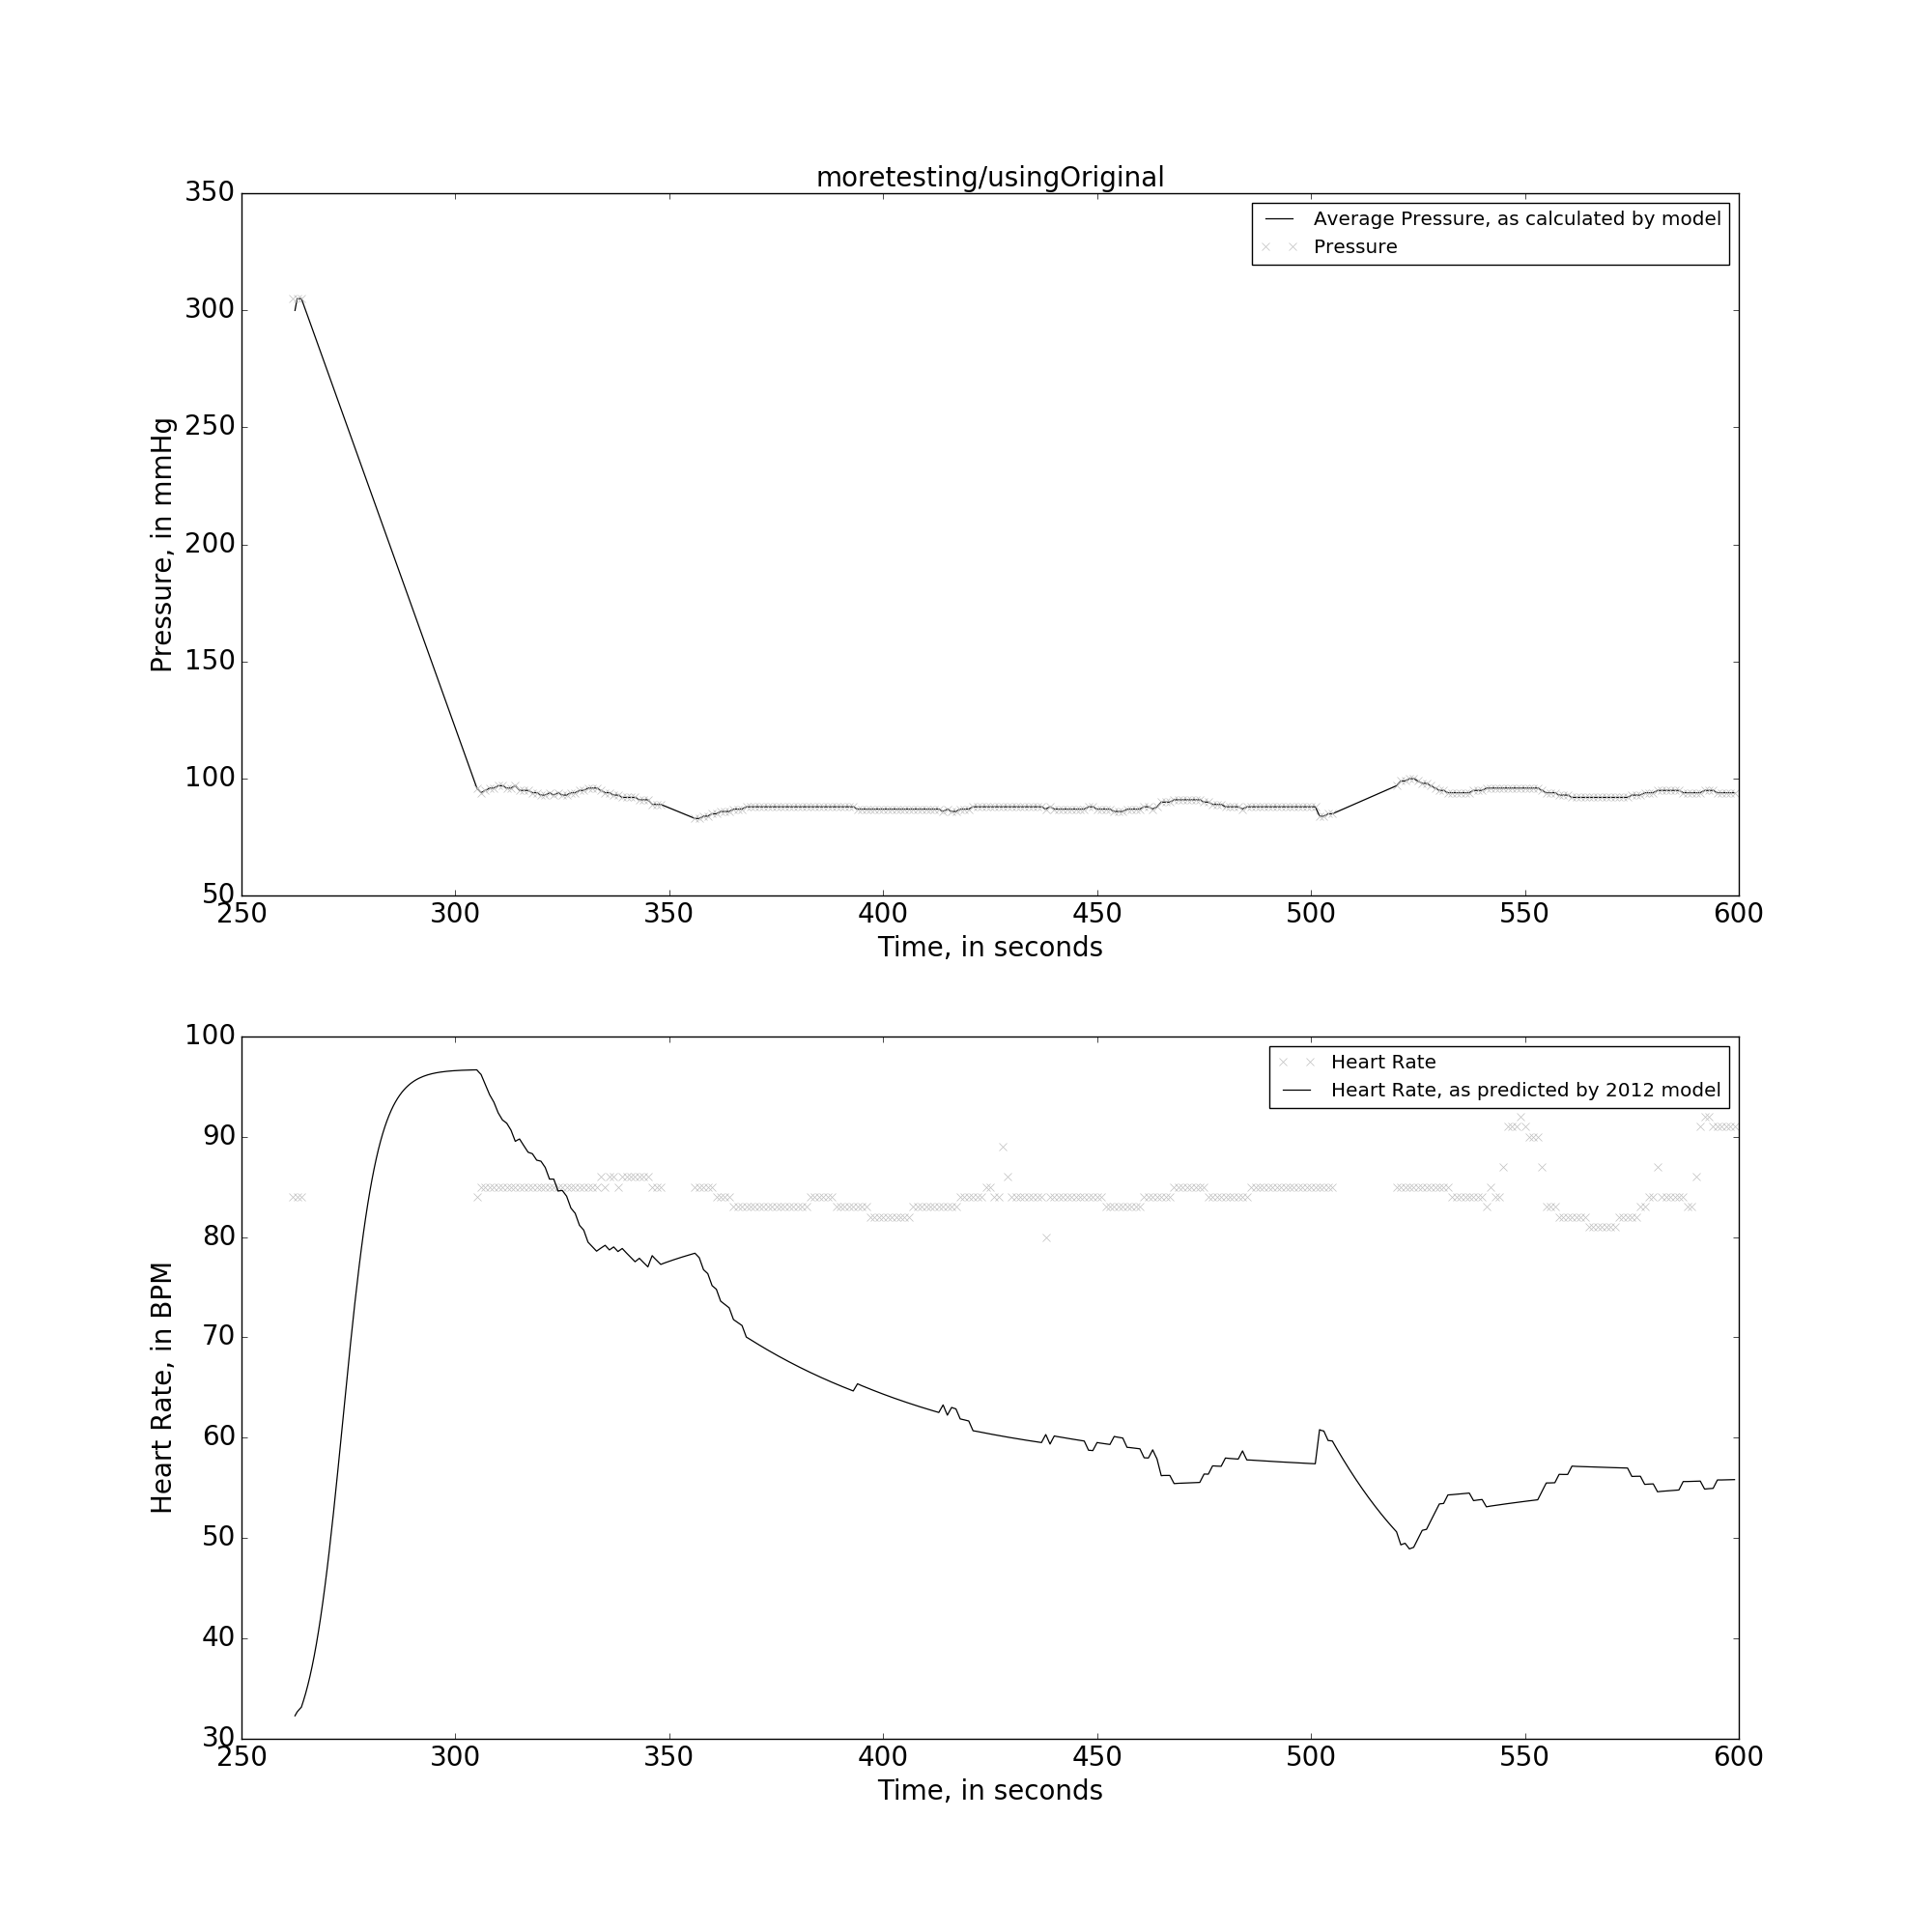 moretesting/usingOriginal
350
300
250
200
150
100
50
Pressure, in mmHg
Average Pressure, as calculated by model
Pressure
250 300 350 400 450 500 550 600
Time, in seconds
100
90
80
70
60
50
40
30
Heart Rate, in BPM
Heart Rate
Heart Rate, as predicted by 2012 model
250 300 350 400 450 500 550 600
Time, in seconds